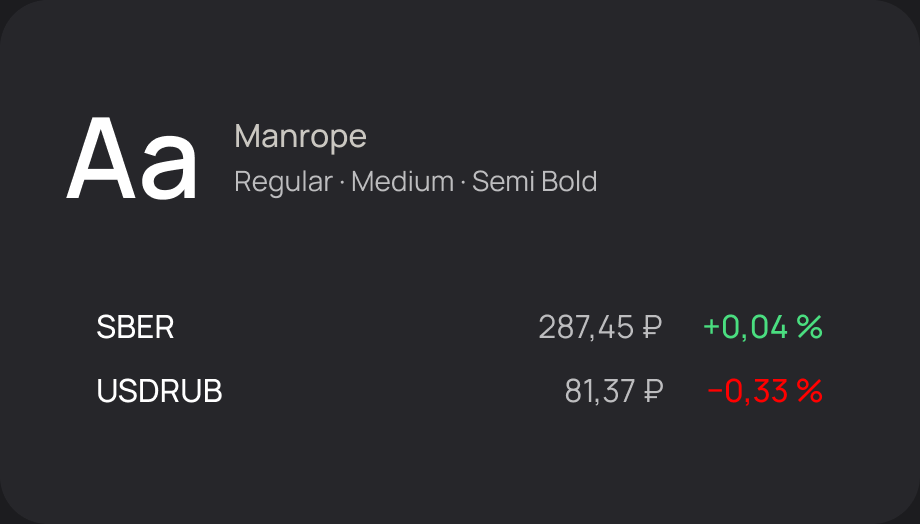 Aa
Manrope
Regular · Medium · Semi Bold
SBER 287,45 ₽ +0,04 %
USDRUB 81,37 ₽ −0,33 %